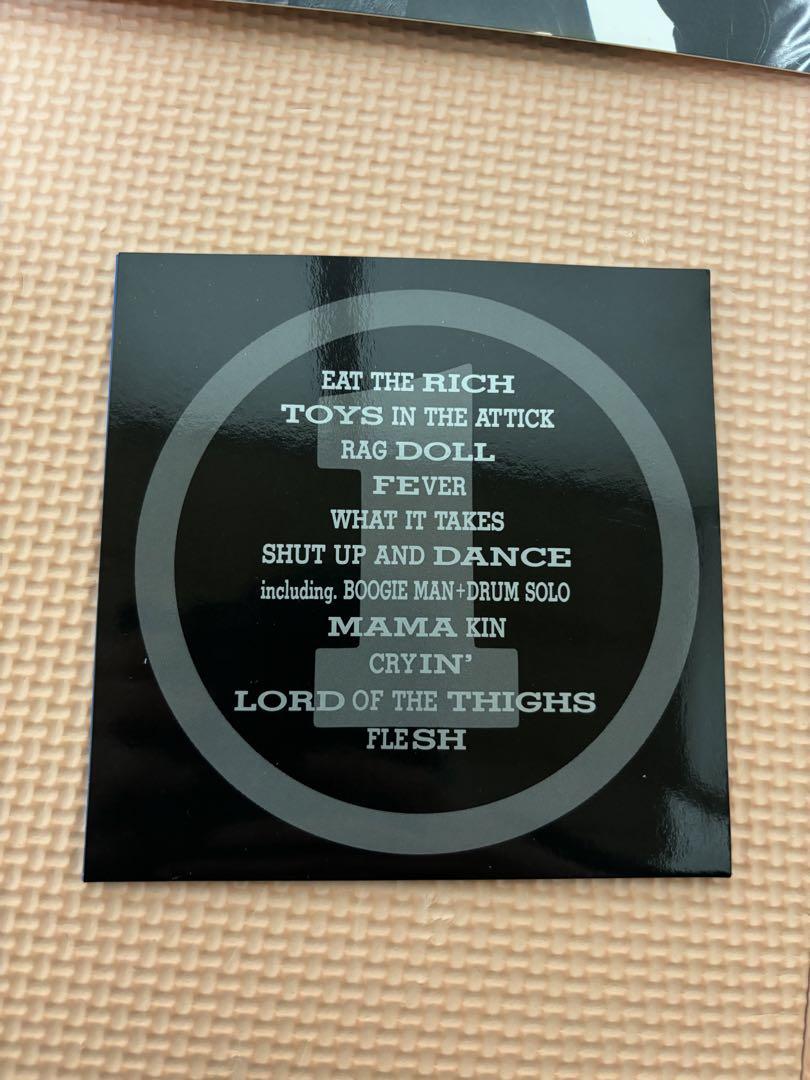 EAT THE RICH
TOYS IN THE ATTICK
RAG DOLL
FEVER
WHAT IT TAKES
SHUT UP AND DANCE
including. BOOGIE MAN+DRUM SOLO
MAMA KIN
CRYIN'
LORD OF THE THIGHS
FLESH
1